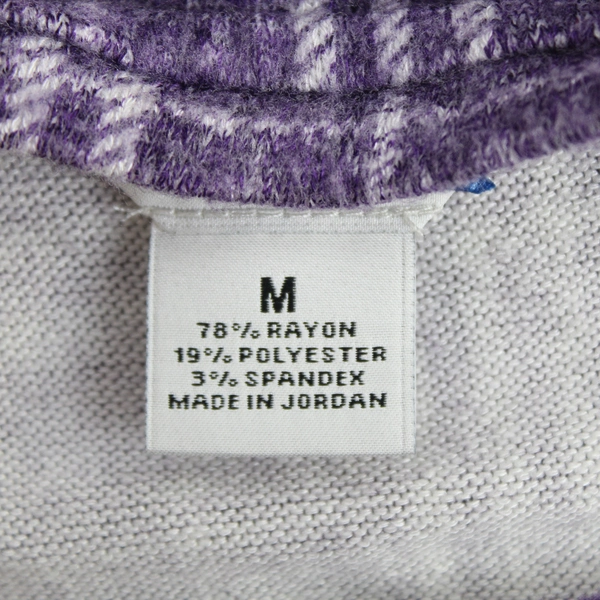 M
78% RAYON
19% POLYESTER
3% SPANDEX
MADE IN JORDAN